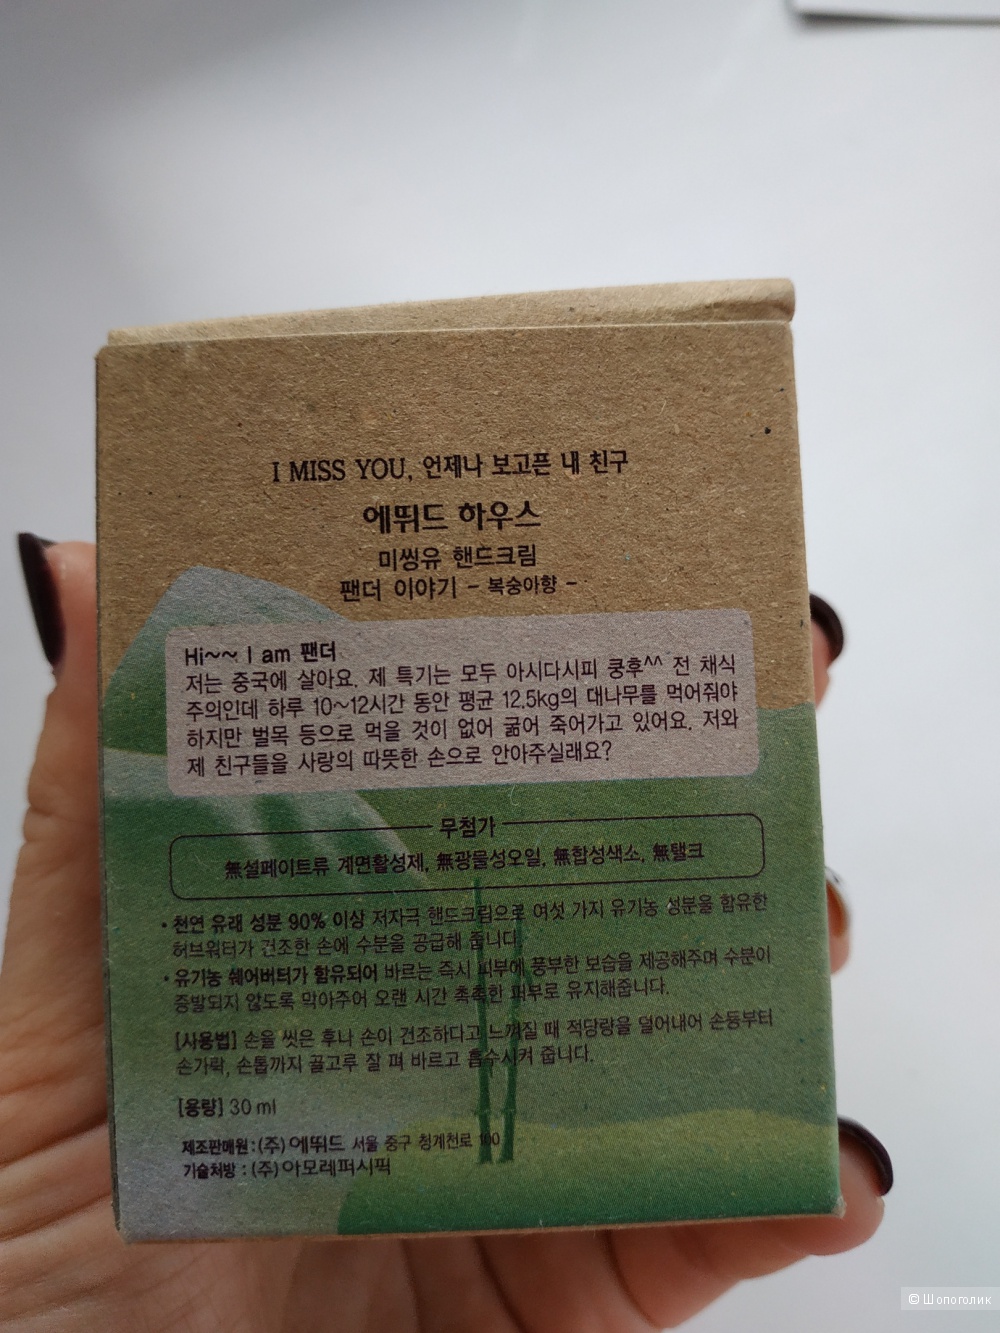 I MISS YOU, 언제나 보고픈 내 친구
에뛰드 하우스
미씽유 핸드크림
팬더 이야기 - 복숭아향 -
Hi~~ I am 팬더
저는 중국에 살아요. 제 특기는 모두 아시다시피 쿵후^^ 전 채식
주의인데 하루 10~12시간 동안 평균 12.5kg의 대나무를 먹어줘야
하지만 벌목 등으로 먹을 것이 없어 굶어 죽어가고 있어요. 저와
제 친구들을 사랑의 따뜻한 손으로 안아주실래요?
무첨가
無설페이트류 계면활성제, 無광물성오일, 無합성색소, 無탤크
• 천연 유래 성분 90% 이상 저자극 핸드크림으로 여섯 가지 유기농 성분을 함유한
허브워터가 건조한 손에 수분을 공급해 줍니다.
• 유기농 쉐어버터가 함유되어 바르는 즉시 피부에 풍부한 보습을 제공해주며 수분이
증발되지 않도록 막아주어 오랜 시간 촉촉한 피부로 유지해줍니다.
[사용법] 손을 씻은 후나 손이 건조하다고 느껴질 때 적당량을 덜어내어 손등부터
손가락, 손톱까지 골고루 잘 펴 바르고 흡수시켜 줍니다.
[용량] 30 ml
제조판매원 : (주) 에뛰드 서울 중구 청계천로 100
기술처방 : (주) 아모레퍼시픽
© Шопоголик